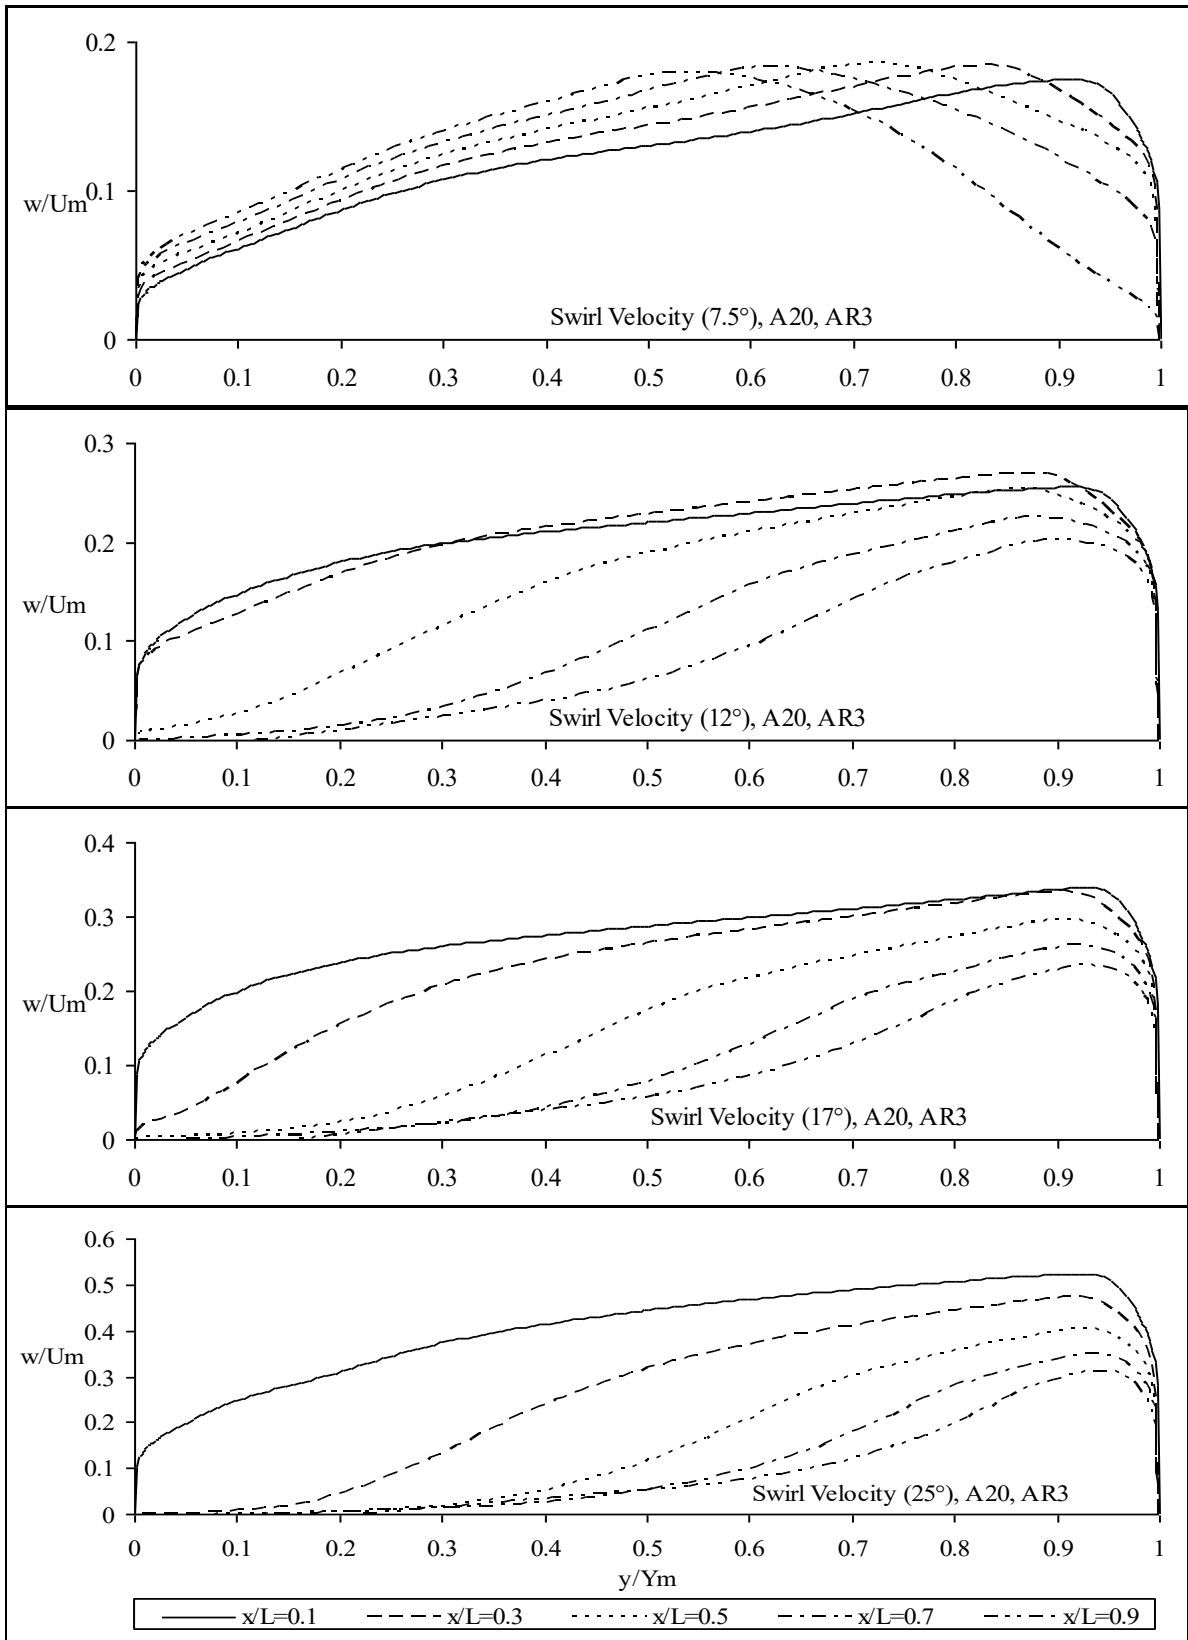 0.2
0.1
w/Um
0
Swirl Velocity (7.5°), A20, AR3
0 0.1 0.2 0.3 0.4 0.5 0.6 0.7 0.8 0.9 1
0.3
0.2
w/Um
0.1
0
Swirl Velocity (12°), A20, AR3
0 0.1 0.2 0.3 0.4 0.5 0.6 0.7 0.8 0.9 1
0.4
0.3
0.2
w/Um
0.1
0
Swirl Velocity (17°), A20, AR3
0 0.1 0.2 0.3 0.4 0.5 0.6 0.7 0.8 0.9 1
0.6
0.5
0.4
w/Um
0.3
0.2
0.1
0
Swirl Velocity (25°), A20, AR3
0 0.1 0.2 0.3 0.4 0.5 0.6 0.7 0.8 0.9 1
y/Ym
x/L=0.1 x/L=0.3 x/L=0.5 x/L=0.7 x/L=0.9